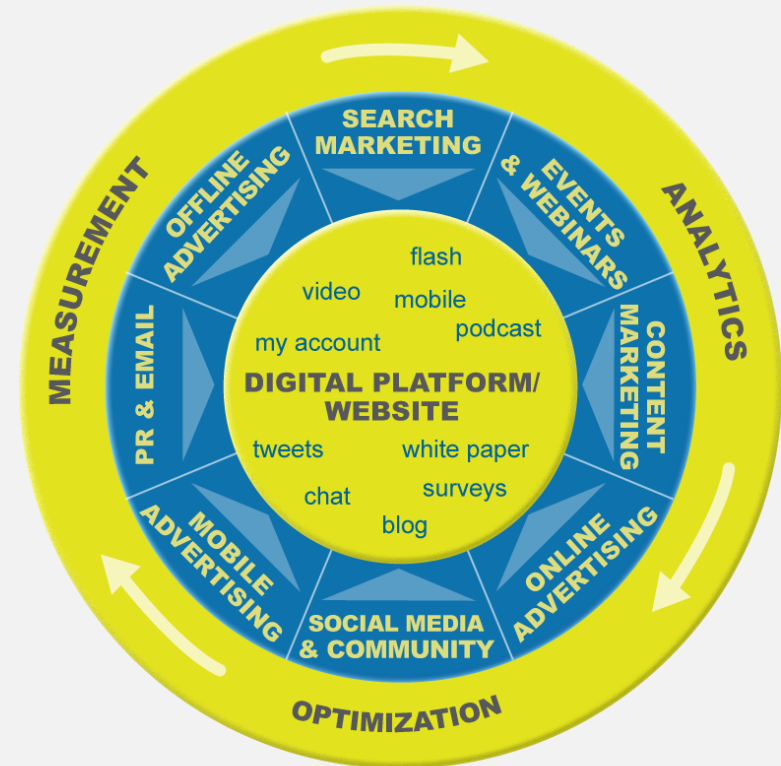 MEASUREMENT
ANALYTICS
OPTIMIZATION
SEARCH
MARKETING
EVENTS
& WEBINARS
CONTENT
MARKETING
ONLINE
ADVERTISING
SOCIAL MEDIA
& COMMUNITY
MOBILE
ADVERTISING
PR & EMAIL
OFFLINE
ADVERTISING
flash
video
mobile
podcast
my account
DIGITAL PLATFORM/
WEBSITE
tweets
white paper
chat
surveys
blog